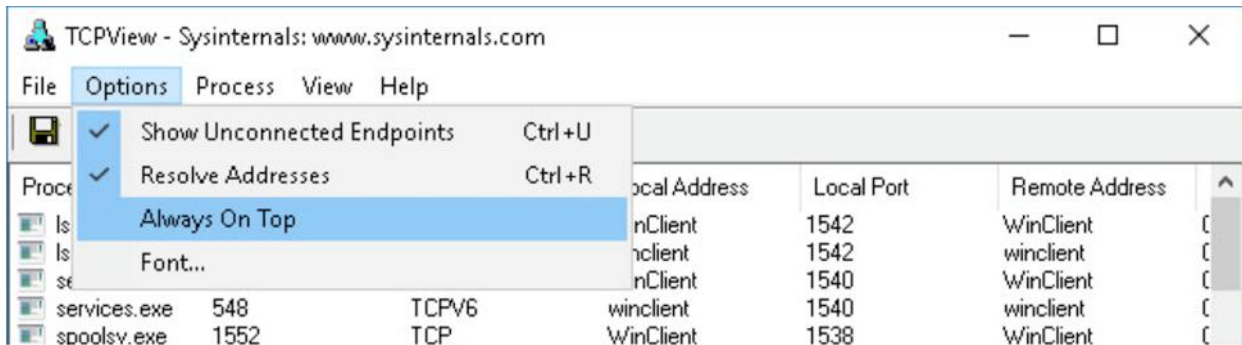 TCPView - Sysinternals: www.sysinternals.com
File Options Process View Help
Show Unconnected Endpoints Ctrl+U
Resolve Addresses Ctrl+R
Always On Top
Font...
Local Port Remote Address
1542 WinClient
1542 winclient
1540 WinClient
services.exe 548 TCPV6 winclient 1540 winclient
spoolsv.exe 1552 TCP WinClient 1538 WinClient